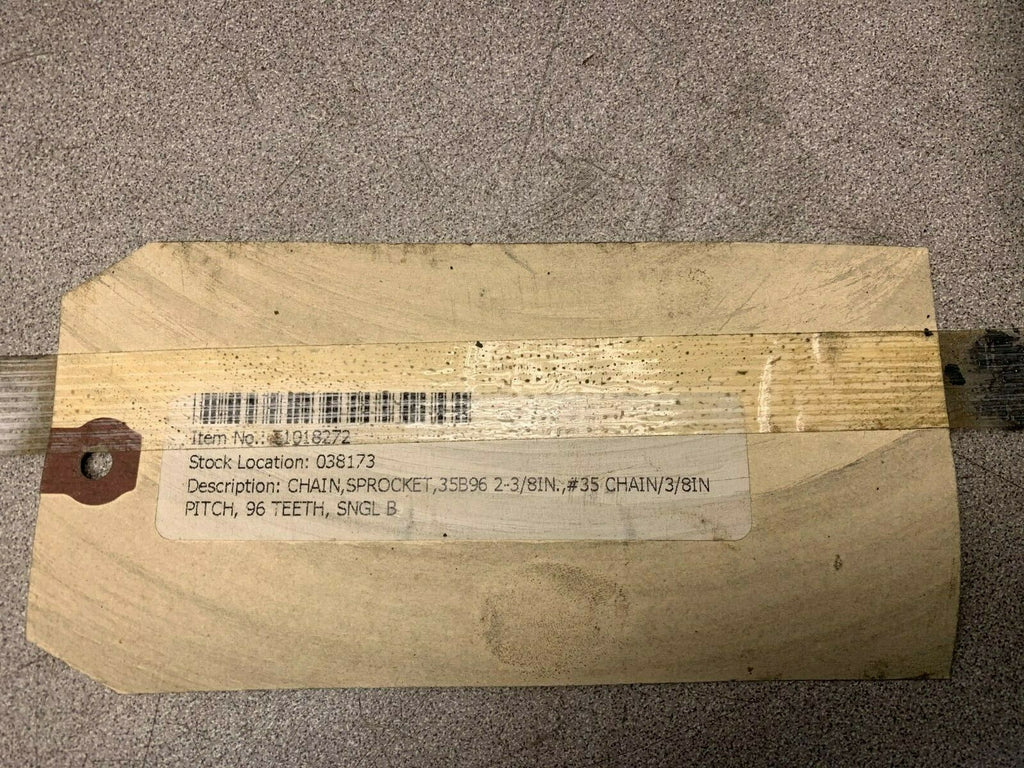 Item No.: 11018272
Stock Location: 038173
Description: CHAIN,SPROCKET,35B96 2-3/8IN.,#35 CHAIN/3/8IN
PITCH, 96 TEETH, SNGL B